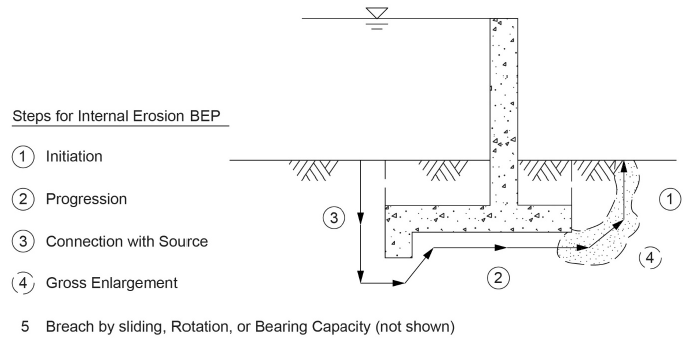 Steps for Internal Erosion BEP
1 Initiation
2 Progression
3 Connection with Source
4 Gross Enlargement
5 Breach by sliding, Rotation, or Bearing Capacity (not shown)
3
1
2
4